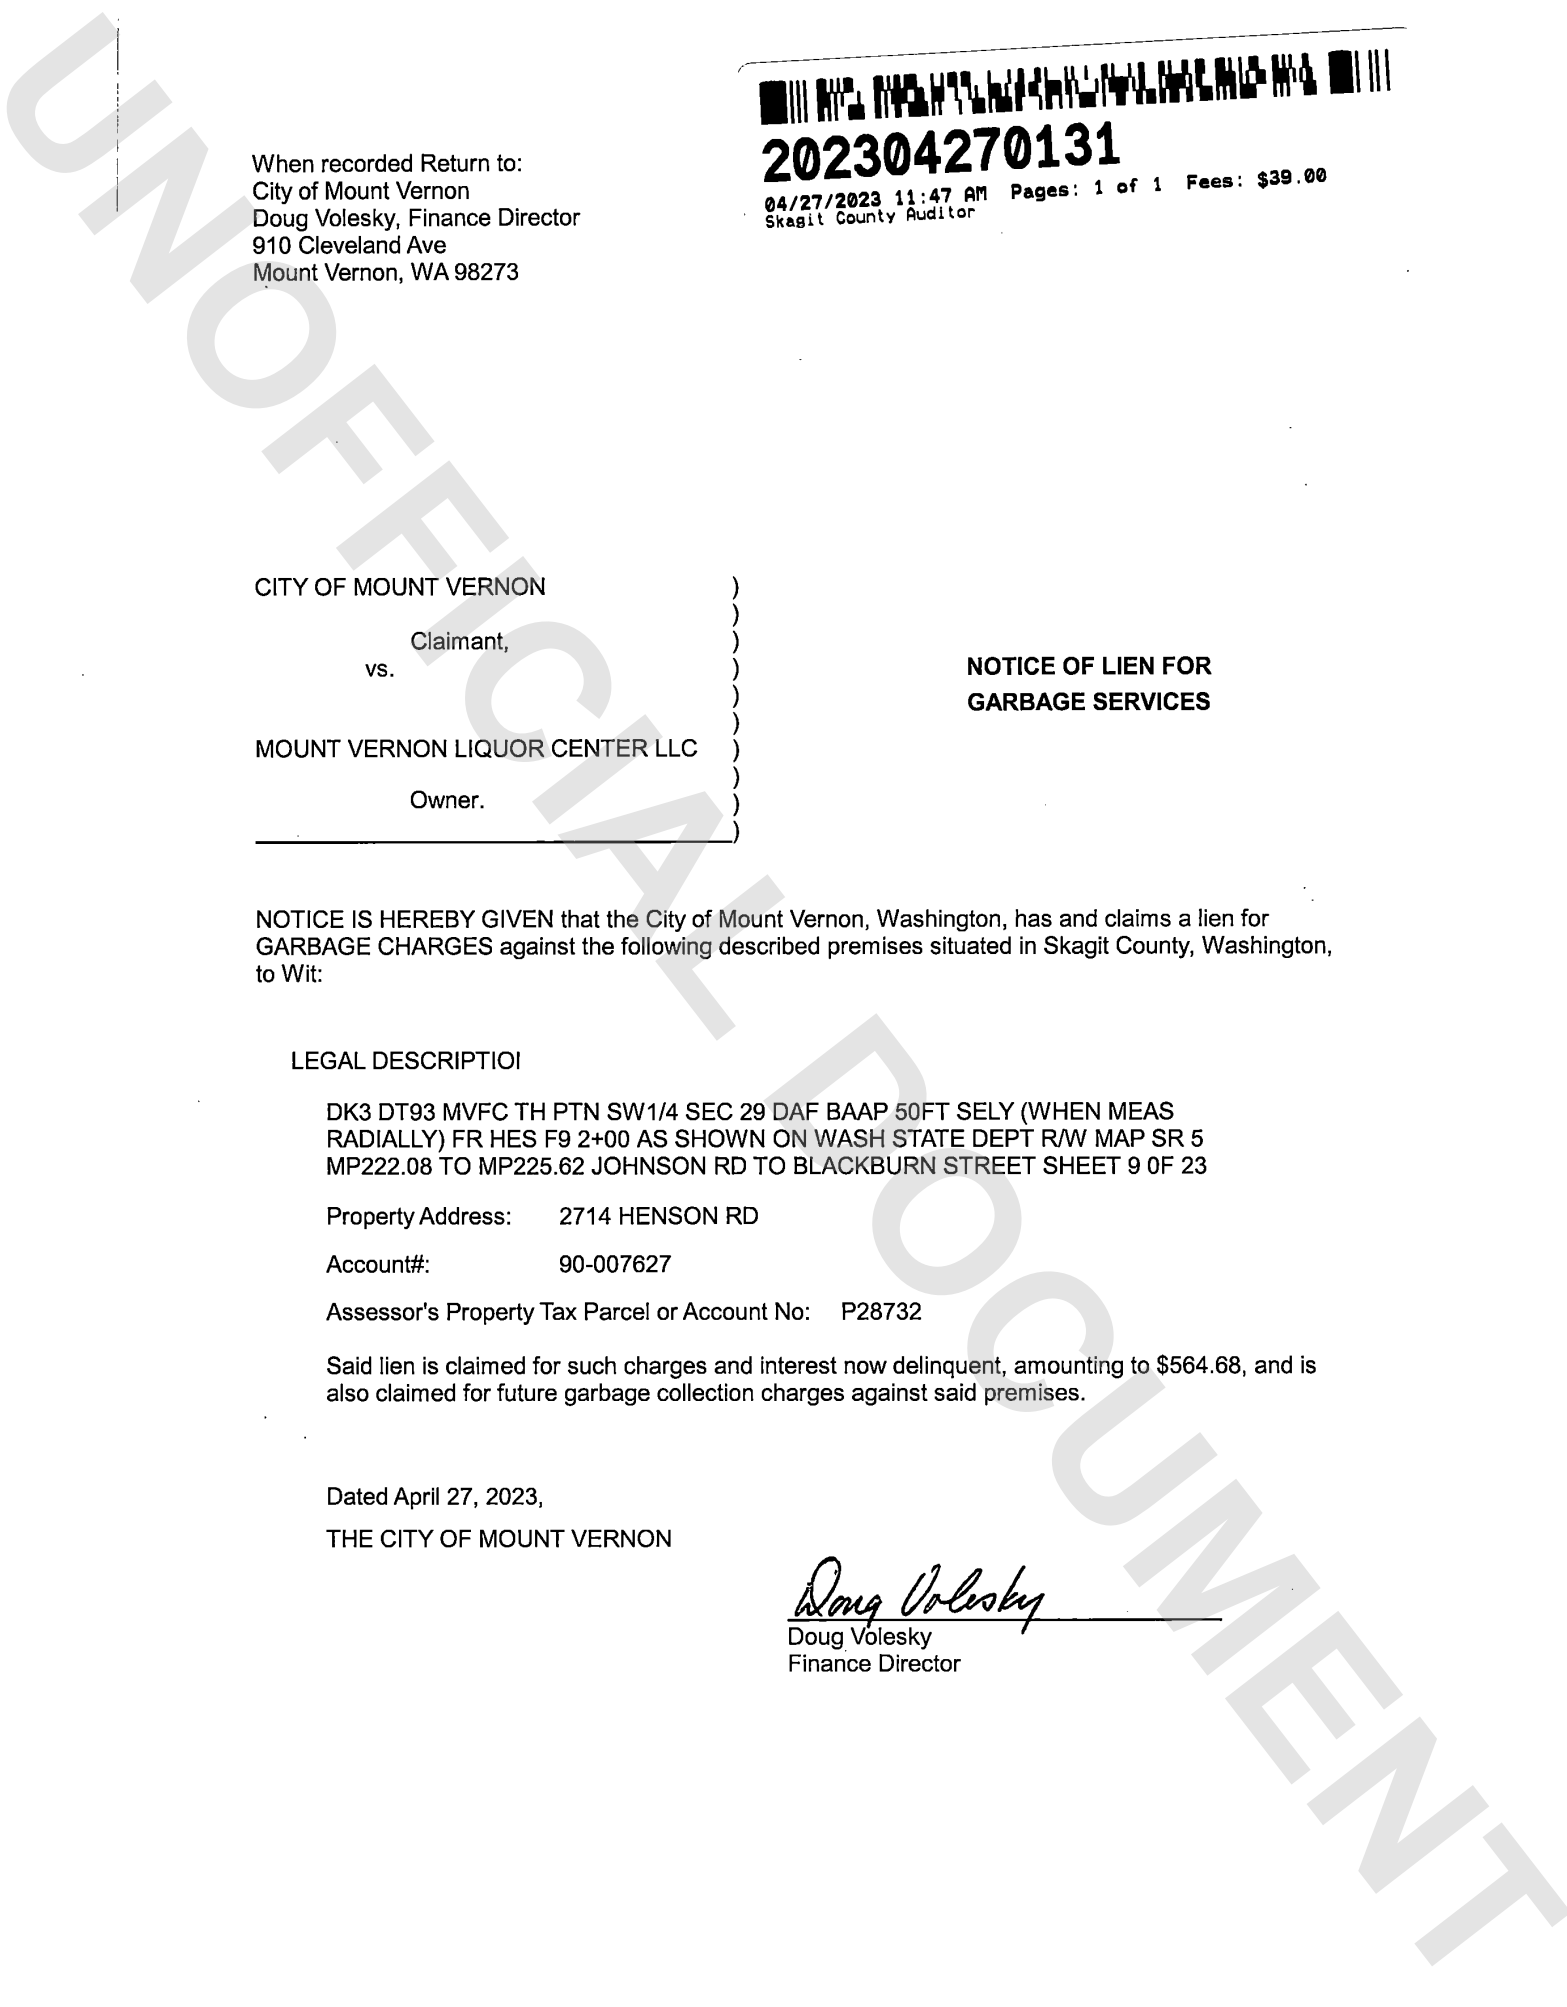 202304270131
04/27/2023 11:47 AM Pages: 1 of 1 Fees: $39.00
Skagit County Auditor
When recorded Return to:
City of Mount Vernon
Doug Volesky, Finance Director
910 Cleveland Ave
Mount Vernon, WA 98273
CITY OF MOUNT VERNON )
)
Claimant, )
vs. )
)
)
MOUNT VERNON LIQUOR CENTER LLC )
)
Owner. )
)
NOTICE OF LIEN FOR
GARBAGE SERVICES
NOTICE IS HEREBY GIVEN that the City of Mount Vernon, Washington, has and claims a lien for
GARBAGE CHARGES against the following described premises situated in Skagit County, Washington,
to Wit:
LEGAL DESCRIPTIOI
DK3 DT93 MVFC TH PTN SW1/4 SEC 29 DAF BAAP 50FT SELY (WHEN MEAS
RADIALLY) FR HES F9 2+00 AS SHOWN ON WASH STATE DEPT R/W MAP SR 5
MP222.08 TO MP225.62 JOHNSON RD TO BLACKBURN STREET SHEET 9 0F 23
Property Address: 2714 HENSON RD
Account#: 90-007627
Assessor's Property Tax Parcel or Account No: P28732
Said lien is claimed for such charges and interest now delinquent, amounting to $564.68, and is
also claimed for future garbage collection charges against said premises.
Dated April 27, 2023,
THE CITY OF MOUNT VERNON
Doug Volesky
Doug Volesky
Finance Director
UNOFFICIAL DOCUMENT